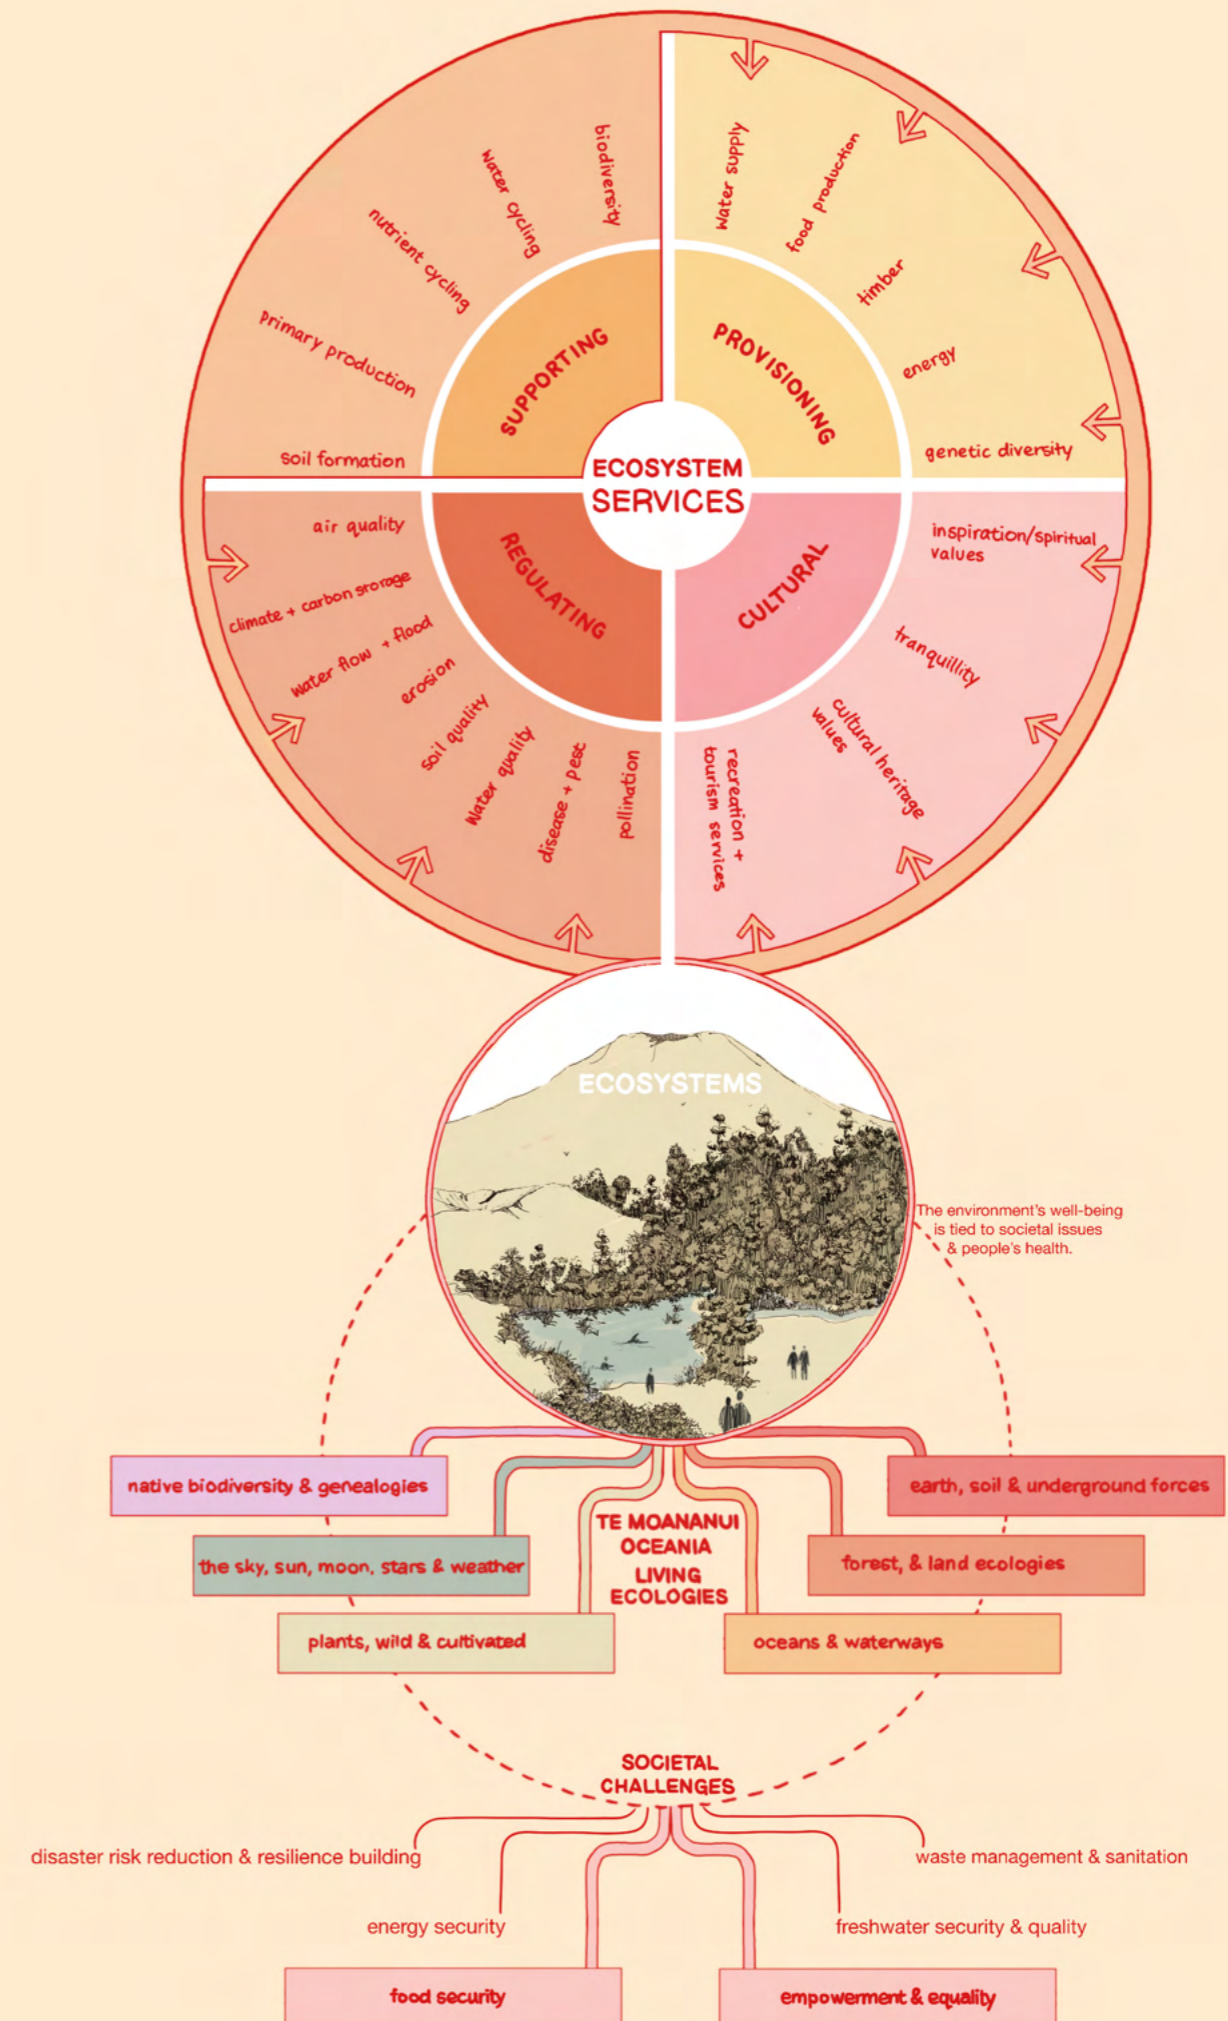 biodiversity
water cycling
nutrient cycling
primary production
soil formation
SUPPORTING
water supply
food production
timber
energy
genetic diversity
PROVISIONING
ECOSYSTEM
SERVICES
REGULATING
air quality
climate + carbon storage
water flow + flood
erosion
soil quality
water quality
disease + pest
pollination
CULTURAL
inspiration/spiritual
values
tranquillity
cultural heritage
values
recreation +
tourism services
ECOSYSTEMS
The environment's well-being
is tied to societal issues
& people's health.
native biodiversity & genealogies
earth, soil & underground forces
the sky, sun, moon, stars & weather
forest, & land ecologies
plants, wild & cultivated
oceans & waterways
TE MOANANUI
OCEANIA
LIVING
ECOLOGIES
SOCIETAL
CHALLENGES
disaster risk reduction & resilience building
waste management & sanitation
energy security
freshwater security & quality
food security
empowerment & equality